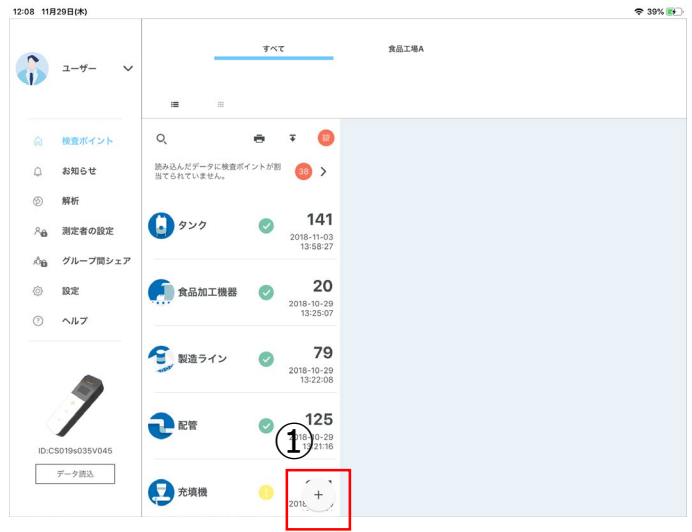 12:08 11月29日(木)
39%
すべて
食品工場A
ユーザー
検査ポイント
お知らせ
解析
測定者の設定
グループ間シェア
設定
ヘルプ
ID:CS019s035V045
データ読込
読み込んだデータに検査ポイントが割
当てられていません。
38
タンク
141
2018-11-03
13:58:27
食品加工機器
20
2018-10-29
13:25:07
製造ライン
79
2018-10-29
13:22:08
配管
125
2018-10-29
13:21:16
①
充填機
+